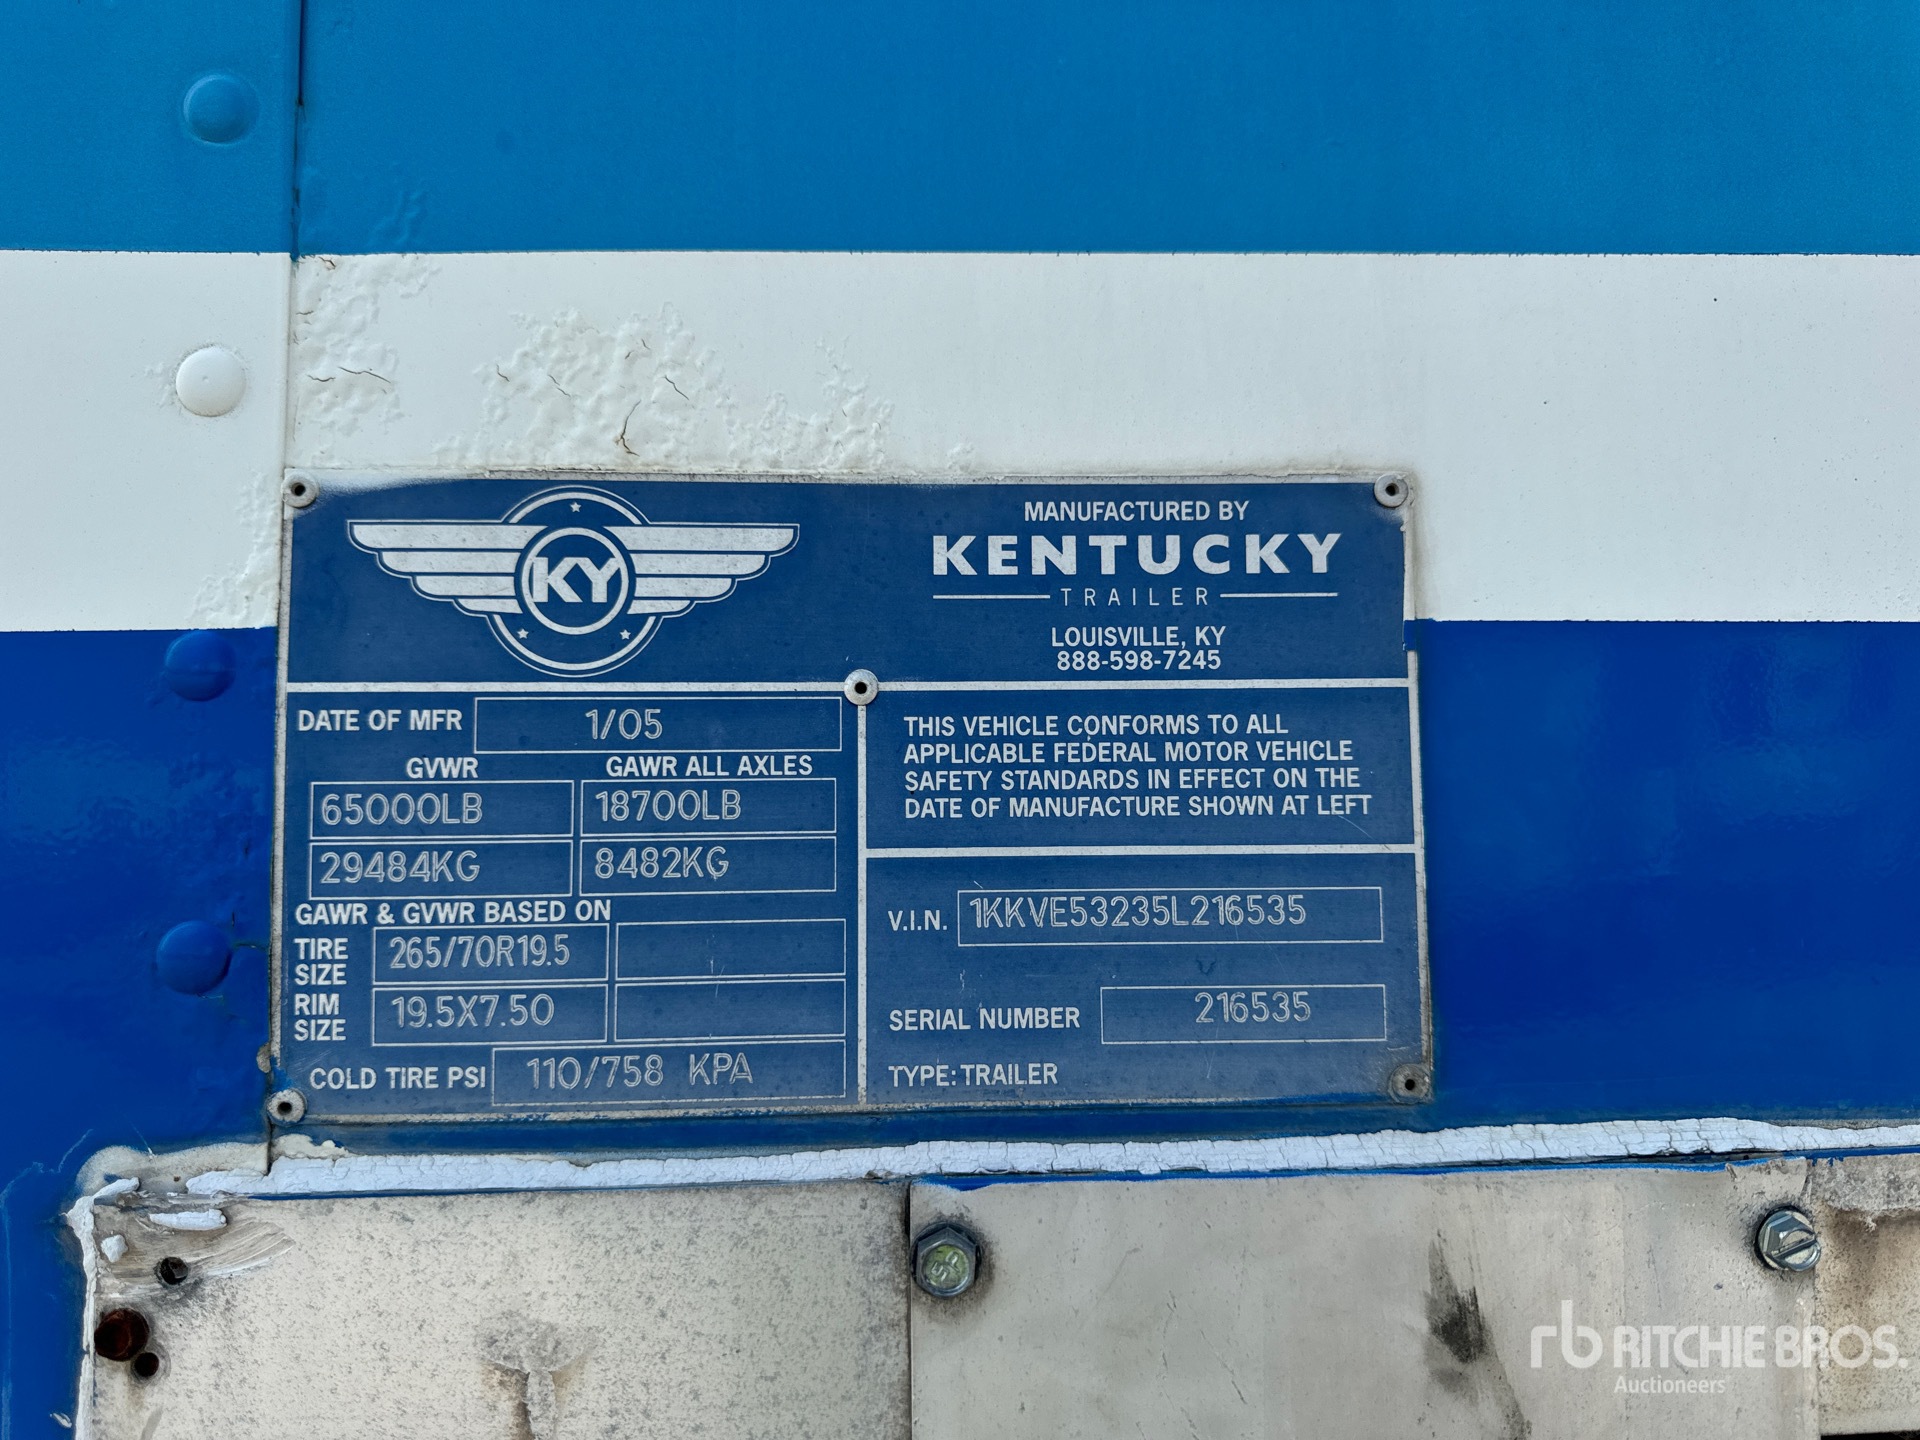 KY
MANUFACTURED BY
KENTUCKY
TRAILER
LOUISVILLE, KY
888-598-7245
DATE OF MFR 1/05
GVWR GAWR ALL AXLES
65000LB 18700LB
29484KG 8482KG
GAWR & GVWR BASED ON
TIRE SIZE 265/70R19.5
RIM SIZE 19.5X7.50
COLD TIRE PSI 110/758 KPA
THIS VEHICLE CONFORMS TO ALL
APPLICABLE FEDERAL MOTOR VEHICLE
SAFETY STANDARDS IN EFFECT ON THE
DATE OF MANUFACTURE SHOWN AT LEFT
V.I.N. 1KKVE53235L216535
SERIAL NUMBER 216535
TYPE: TRAILER
rb RITCHIE BROS.
Auctioneers